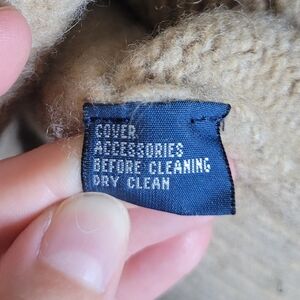 COVER
ACCESSORIES
BEFORE CLEANING
DRY CLEAN